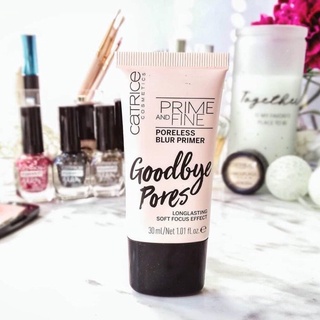 CATRICE
COSMETICS
PRIME
AND FINE
PORELESS
BLUR PRIMER
Goodbye
Pores
LONGLASTING
SOFT FOCUS EFFECT
30ml/Net 1.01 fl.oz.℮
Together